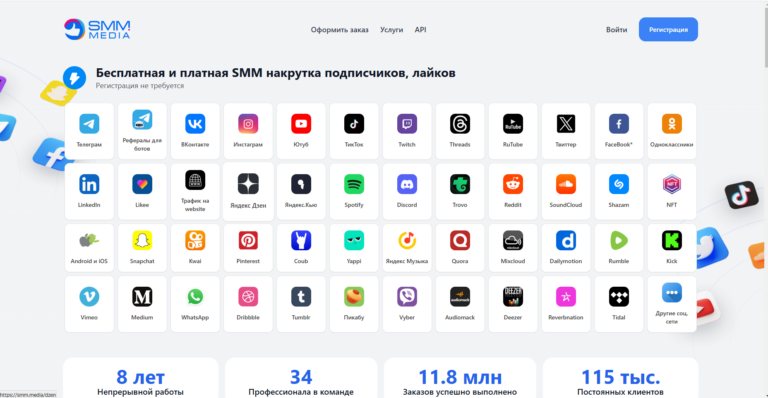 SMM
MEDIA
Оформить заказ Услуги API
Войти Регистрация
Бесплатная и платная SMM накрутка подписчиков, лайков
Регистрация не требуется
Телеграм
Рефералы для
ботов
ВКонтакте
Инстаграм
Ютуб
ТикТок
Twitch
Threads
RuTube
RuTube
Твиттер
FaceBook*
Одноклассники
LinkedIn
Likee
Трафик на
website
Яндекс Дзен
Яндекс.Кью
Spotify
Discord
Trovo
Reddit
SoundCloud
Shazam
NFT
NFT
Android и iOS
Snapchat
Kwai
Pinterest
Coub
Yappi
Яндекс Музыка
Quora
Mixcloud
Dailymotion
Rumble
Kick
Vimeo
Medium
WhatsApp
Dribbble
Tumblr
Пикабу
Vyber
audiomack
Audiomack
DEEZER
Deezer
Reverbnation
Tidal
Другие соц.
сети
8 лет
Непрерывной работы
34
Профессионала в команде
11.8 млн
Заказов успешно выполнено
115 тыс.
Постоянных клиентов
https://smm.media/dzen